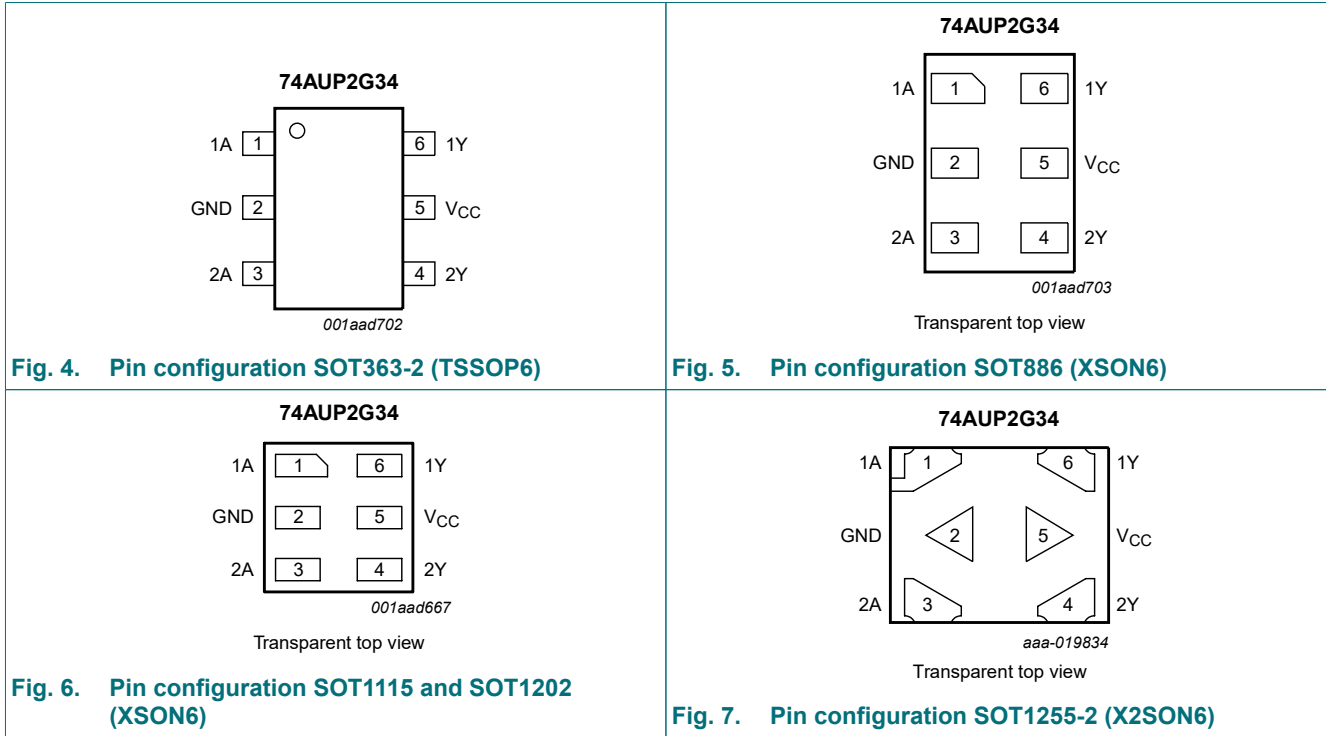 74AUP2G34
1A 1 6 1Y
GND 2 5 VCC
2A 3 4 2Y
001aad702
Fig. 4. Pin configuration SOT363-2 (TSSOP6)
74AUP2G34
1A 1 6 1Y
GND 2 5 VCC
2A 3 4 2Y
001aad703
Transparent top view
Fig. 5. Pin configuration SOT886 (XSON6)
74AUP2G34
1A 1 6 1Y
GND 2 5 VCC
2A 3 4 2Y
001aad667
Transparent top view
Fig. 6. Pin configuration SOT1115 and SOT1202
(XSON6)
74AUP2G34
1A 1 6 1Y
GND 2 5 VCC
2A 3 4 2Y
aaa-019834
Transparent top view
Fig. 7. Pin configuration SOT1255-2 (X2SON6)